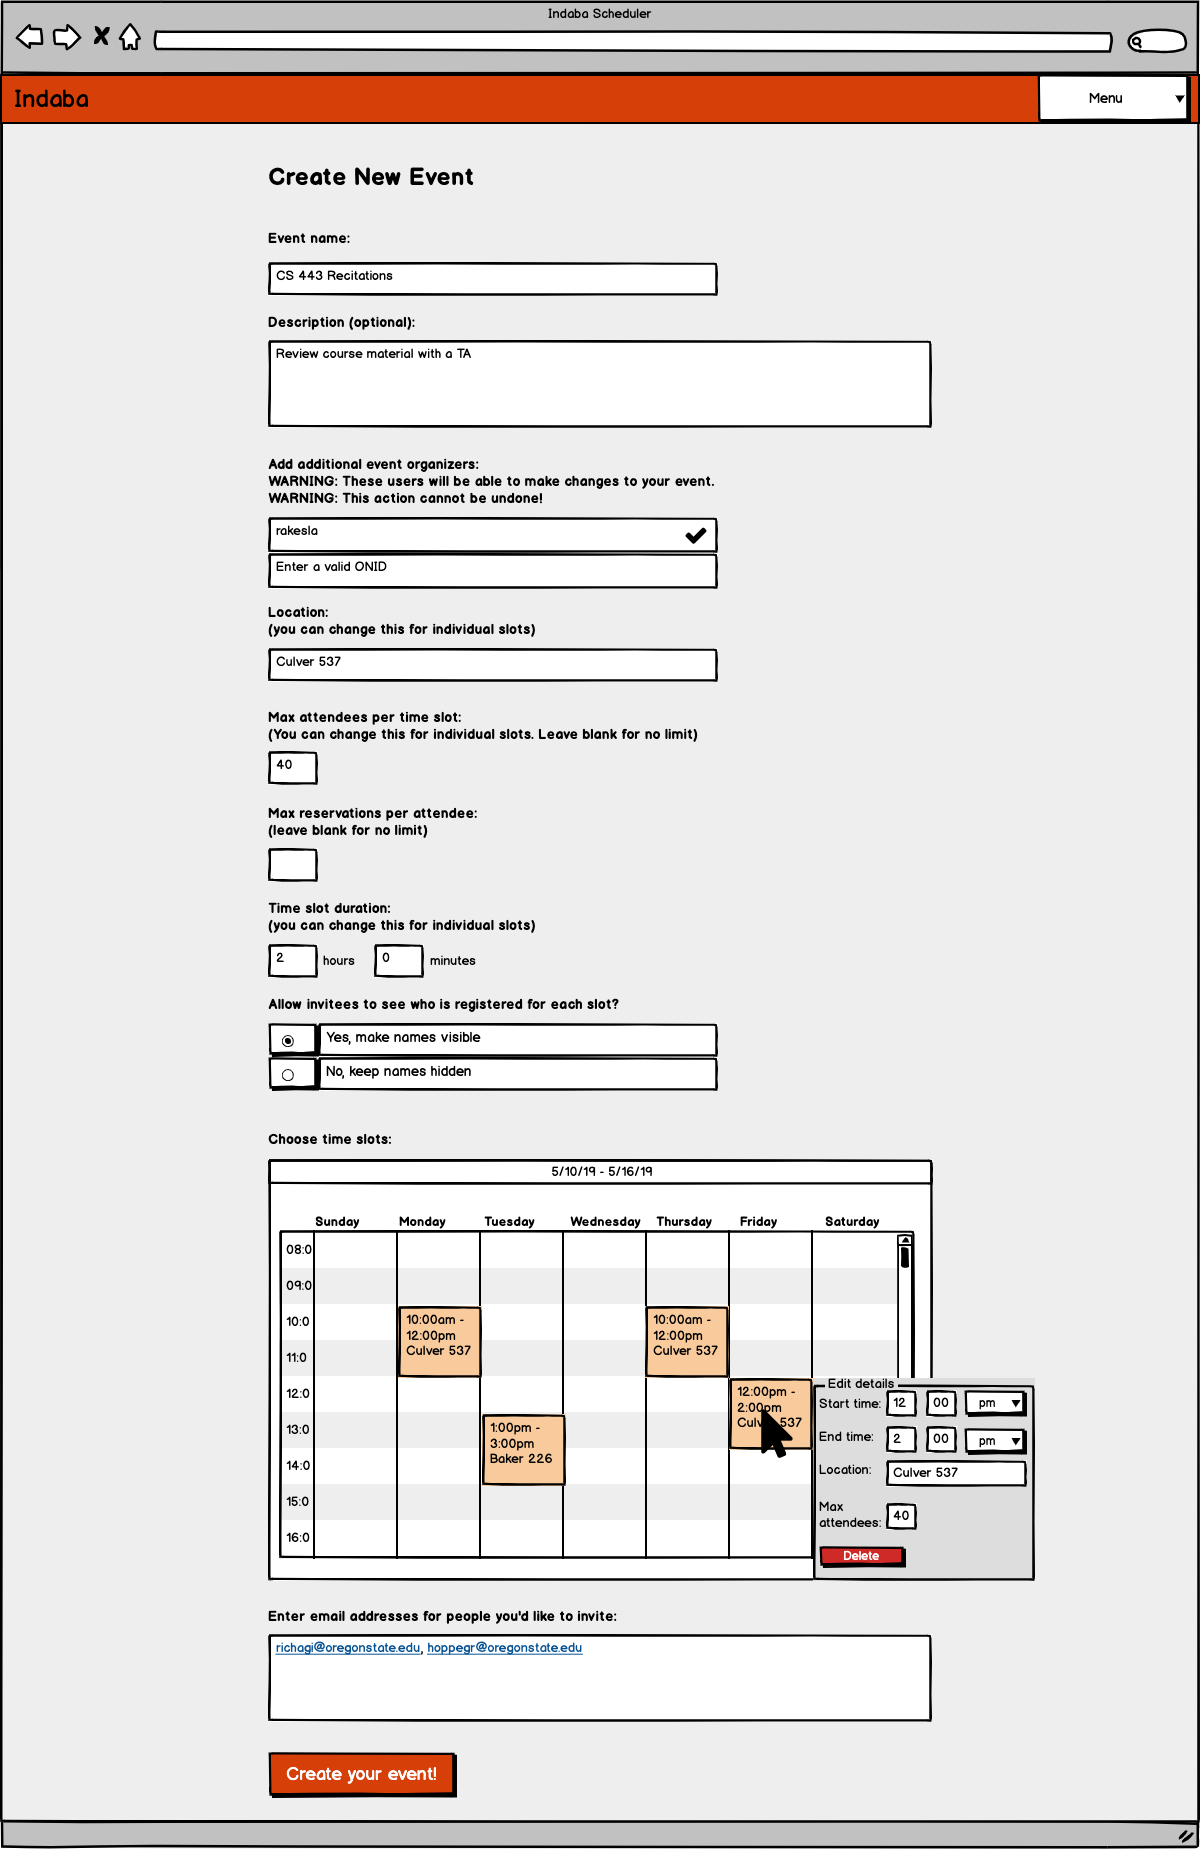 Indaba Scheduler
Indaba
Menu
Create New Event
Event name:
CS 443 Recitations
Description (optional):
Review course material with a TA
Add additional event organizers:
WARNING: These users will be able to make changes to your event.
WARNING: This action cannot be undone!
rakesla
Enter a valid ONID
Location:
(you can change this for individual slots)
Culver 537
Max attendees per time slot:
(You can change this for individual slots. Leave blank for no limit)
40
Max reservations per attendee:
(leave blank for no limit)
Time slot duration:
(you can change this for individual slots)
2 hours 0 minutes
Allow invitees to see who is registered for each slot?
Yes, make names visible
No, keep names hidden
Choose time slots:
5/10/19 - 5/16/19
Sunday Monday Tuesday Wednesday Thursday Friday Saturday
08:0
09:0
10:0
11:0
12:0
13:0
14:0
15:0
16:0
10:00am -
12:00pm
Culver 537
1:00pm -
3:00pm
Baker 226
10:00am -
12:00pm
Culver 537
12:00pm -
2:00pm
Culver 537
Edit details
Start time: 12 00 pm
End time: 2 00 pm
Location: Culver 537
Max
attendees: 40
Delete
Enter email addresses for people you'd like to invite:
richagi@oregonstate.edu, hoppegr@oregonstate.edu
Create your event!